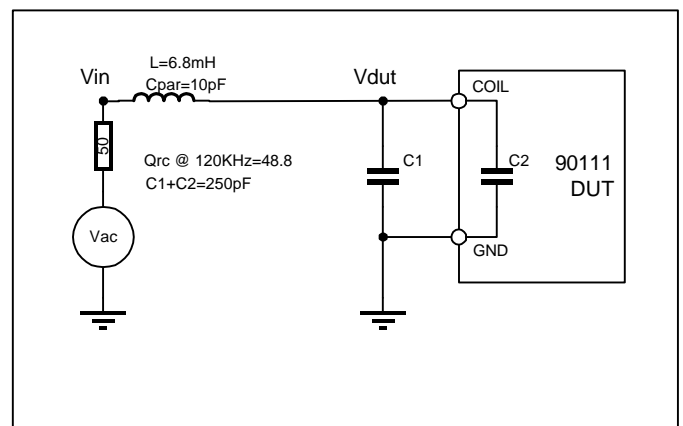 L=6.8mH
Cpar=10pF
Vin
Vdut
COIL
50
Qrc @ 120KHz=48.8
C1+C2=250pF
C1
C2
90111
DUT
Vac
GND